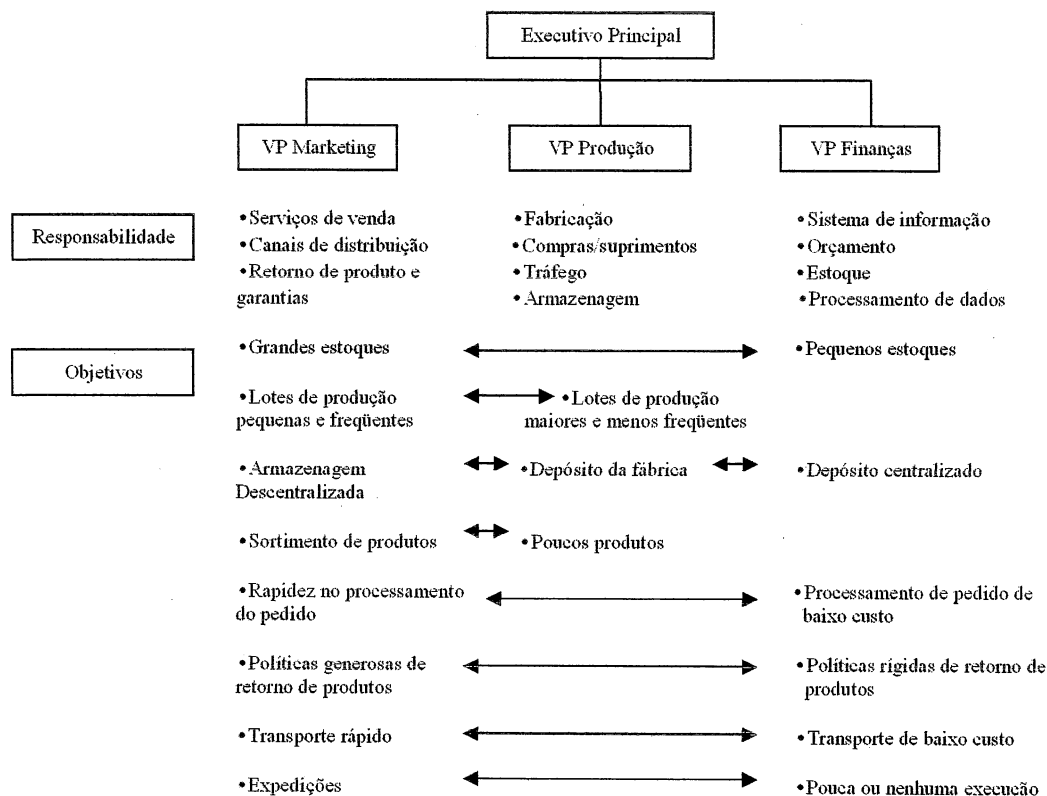 Executivo Principal
VP Marketing
VP Produção
VP Finanças
Responsabilidade
•Serviços de venda
•Canais de distribuição
•Retorno de produto e
garantias
•Fabricação
•Compras/suprimentos
•Tráfego
•Armazenagem
•Sistema de informação
•Orçamento
•Estoque
•Processamento de dados
Objetivos
•Grandes estoques
•Pequenos estoques
•Lotes de produção
pequenas e freqüentes
•Lotes de produção
maiores e menos freqüentes
•Armazenagem
Descentralizada
•Depósito da fábrica
•Depósito centralizado
•Sortimento de produtos
•Poucos produtos
•Rapidez no processamento
do pedido
•Processamento de pedido de
baixo custo
•Políticas generosas de
retorno de produtos
•Políticas rígidas de retorno de
produtos
•Transporte rápido
•Transporte de baixo custo
•Expedições
•Pouca ou nenhuma execução